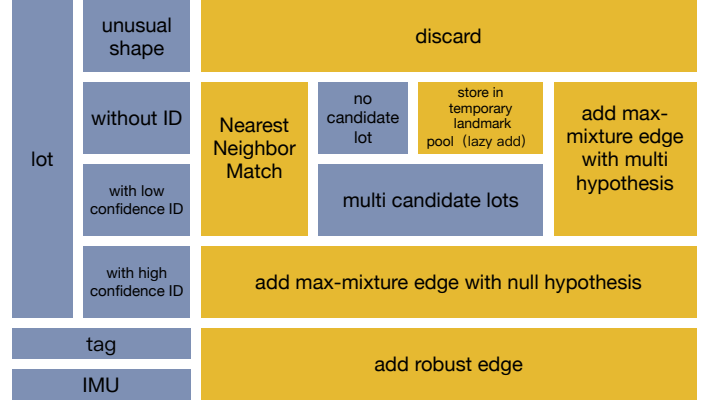 lot
unusual
shape
discard
without ID
with low
confidence ID
Nearest
Neighbor
Match
no
candidate
lot
store in
temporary
landmark
pool（lazy add）
multi candidate lots
add max-
mixture edge
with multi
hypothesis
with high
confidence ID
add max-mixture edge with null hypothesis
tag
IMU
add robust edge